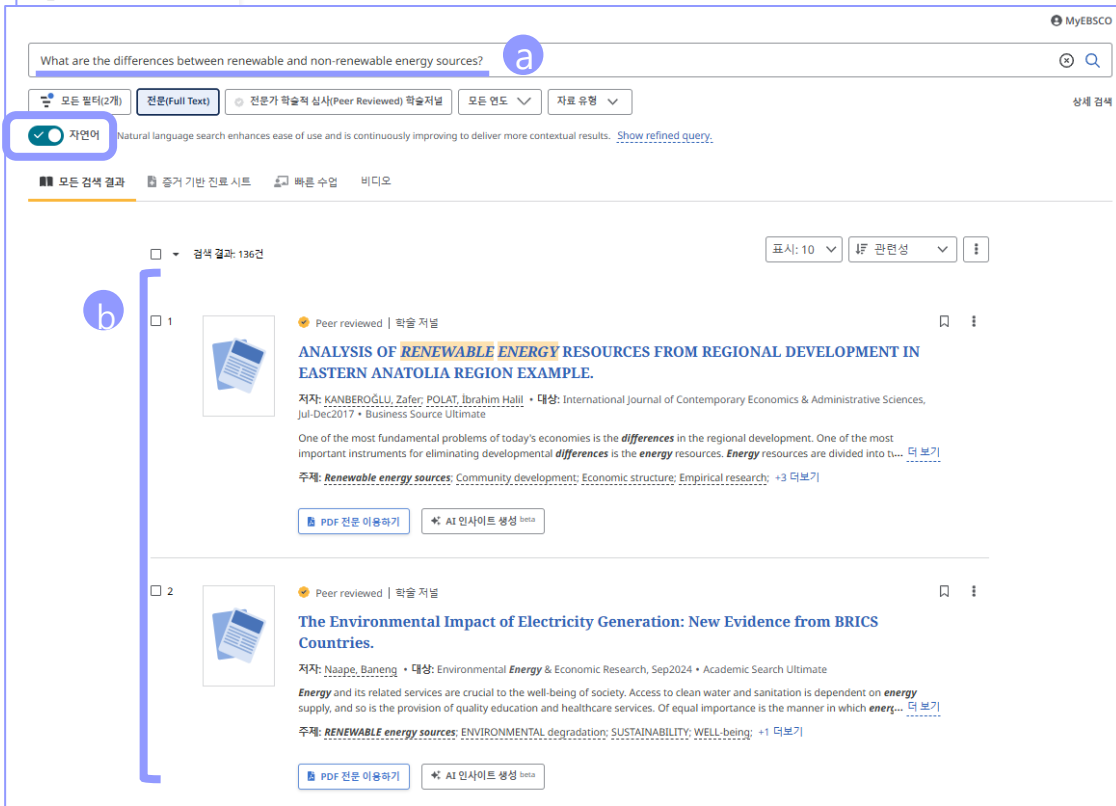 MyEBSCO
What are the differences between renewable and non-renewable energy sources?
a
모든 필터(2개) 전문(Full Text) 전문가 학술적 심사(Peer Reviewed) 학술저널 모든 연도 자료 유형 상세 검색
자연어 Natural language search enhances ease of use and is continuously improving to deliver more contextual results. Show refined query.
모든 검색 결과 증거 기반 진료 시트 빠른 수업 비디오
검색 결과: 136건 표시: 10 관련성
b
1 Peer reviewed | 학술 저널
ANALYSIS OF RENEWABLE ENERGY RESOURCES FROM REGIONAL DEVELOPMENT IN
EASTERN ANATOLIA REGION EXAMPLE.
저자: KANBEROĞLU, Zafer; POLAT, İbrahim Halil • 대상: International Journal of Contemporary Economics & Administrative Sciences,
Jul-Dec2017 • Business Source Ultimate
One of the most fundamental problems of today's economies is the differences in the regional development. One of the most
important instruments for eliminating developmental differences is the energy resources. Energy resources are divided into tw... 더 보기
주제: Renewable energy sources; Community development; Economic structure; Empirical research; +3 더보기
PDF 전문 이용하기 AI 인사이트 생성 beta
2 Peer reviewed | 학술 저널
The Environmental Impact of Electricity Generation: New Evidence from BRICS
Countries.
저자: Naape, Baneng • 대상: Environmental Energy & Economic Research, Sep2024 • Academic Search Ultimate
Energy and its related services are crucial to the well-being of society. Access to clean water and sanitation is dependent on energy
supply, and so is the provision of quality education and healthcare services. Of equal importance is the manner in which energ... 더 보기
주제: RENEWABLE energy sources; ENVIRONMENTAL degradation; SUSTAINABILITY; WELL-being; +1 더보기
PDF 전문 이용하기 AI 인사이트 생성 beta